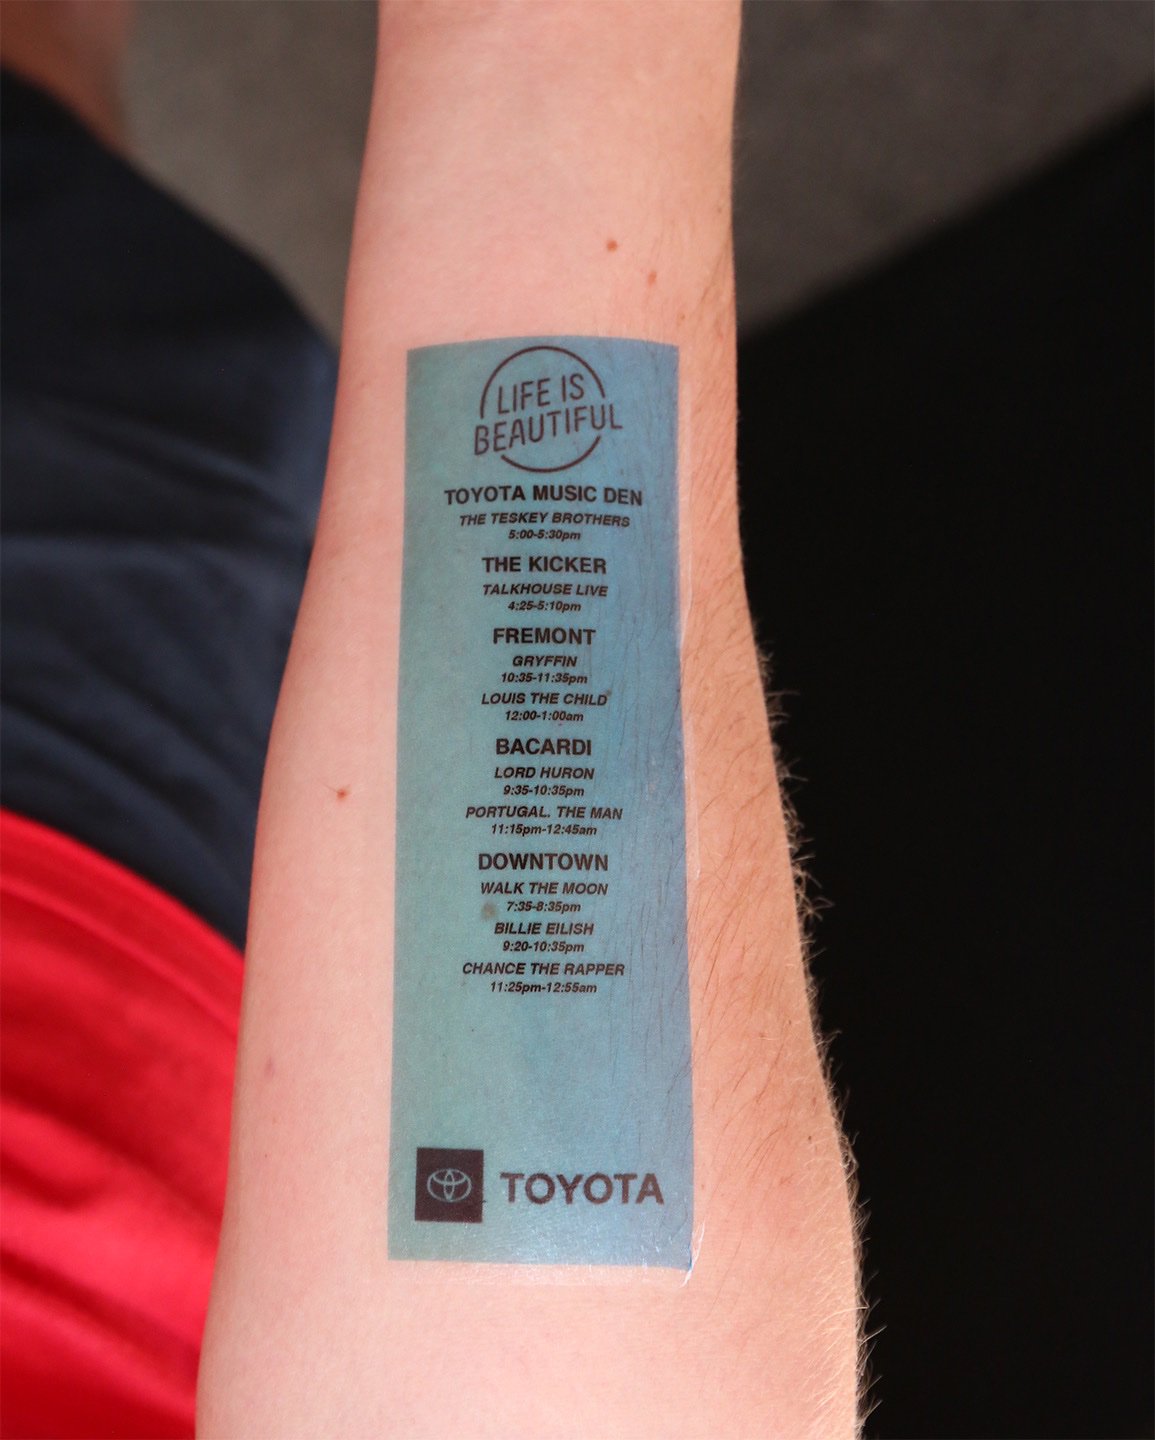 LIFE IS
BEAUTIFUL
TOYOTA MUSIC DEN
THE TESKEY BROTHERS
5:00-5:30pm
THE KICKER
TALKHOUSE LIVE
4:25-5:10pm
FREMONT
GRYFFIN
10:35-11:35pm
LOUIS THE CHILD
12:00-1:00am
BACARDI
LORD HURON
9:35-10:35pm
PORTUGAL. THE MAN
11:15pm-12:45am
DOWNTOWN
WALK THE MOON
7:35-8:35pm
BILLIE EILISH
9:20-10:35pm
CHANCE THE RAPPER
11:25pm-12:55am
TOYOTA